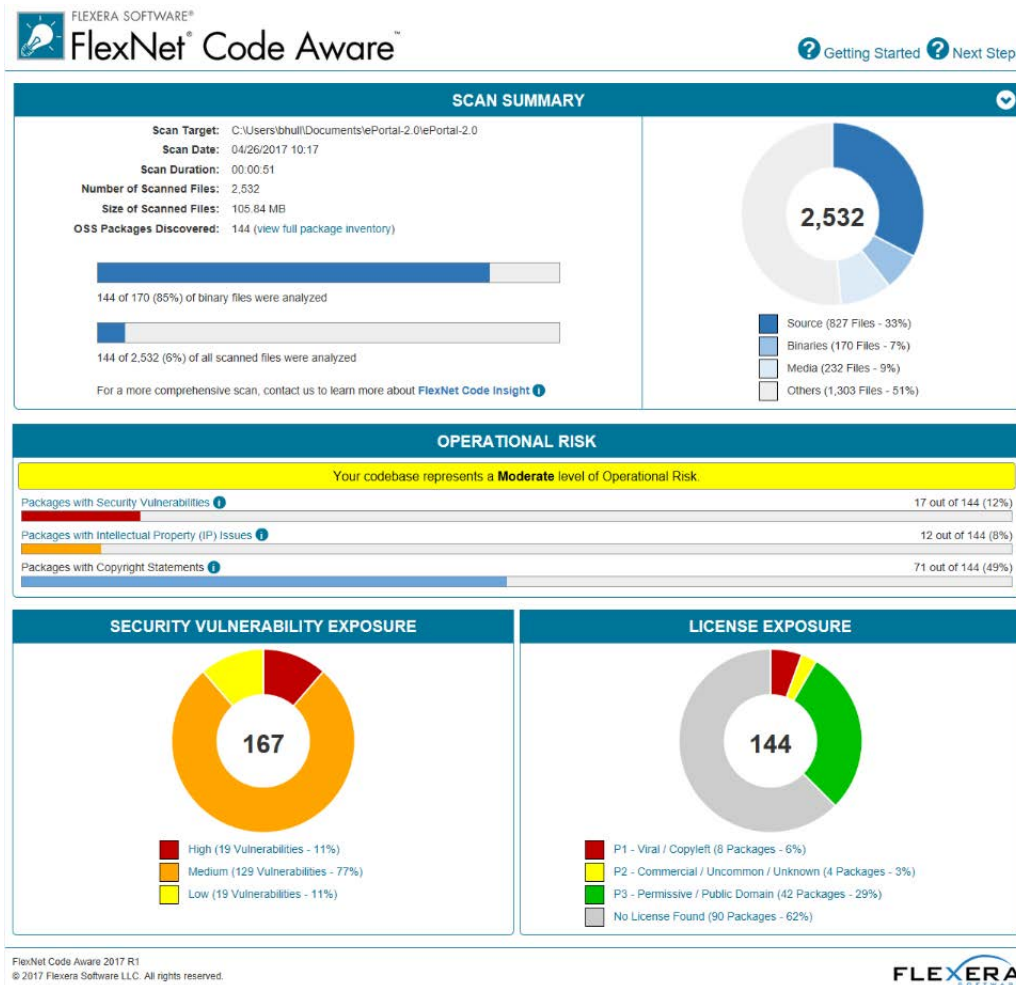 FLEXERA SOFTWARE®
FlexNet® Code Aware™
? Getting Started ? Next Step
SCAN SUMMARY
Scan Target: C:\Users\bhull\Documents\ePortal-2.0\ePortal-2.0
Scan Date: 04/26/2017 10:17
Scan Duration: 00:00:51
Number of Scanned Files: 2,532
Size of Scanned Files: 105.84 MB
OSS Packages Discovered: 144 (view full package inventory)
144 of 170 (85%) of binary files were analyzed
144 of 2,532 (6%) of all scanned files were analyzed
For a more comprehensive scan, contact us to learn more about FlexNet Code Insight i
2,532
Source (827 Files - 33%)
Binaries (170 Files - 7%)
Media (232 Files - 9%)
Others (1,303 Files - 51%)
OPERATIONAL RISK
Your codebase represents a Moderate level of Operational Risk.
Packages with Security Vulnerabilities i 17 out of 144 (12%)
Packages with Intellectual Property (IP) Issues i 12 out of 144 (8%)
Packages with Copyright Statements i 71 out of 144 (49%)
SECURITY VULNERABILITY EXPOSURE
167
High (19 Vulnerabilities - 11%)
Medium (129 Vulnerabilities - 77%)
Low (19 Vulnerabilities - 11%)
LICENSE EXPOSURE
144
P1 - Viral / Copyleft (8 Packages - 6%)
P2 - Commercial / Uncommon / Unknown (4 Packages - 3%)
P3 - Permissive / Public Domain (42 Packages - 29%)
No License Found (90 Packages - 62%)
FlexNet Code Aware 2017 R1
© 2017 Flexera Software LLC. All rights reserved.
FLEXERA
SOFTWARE